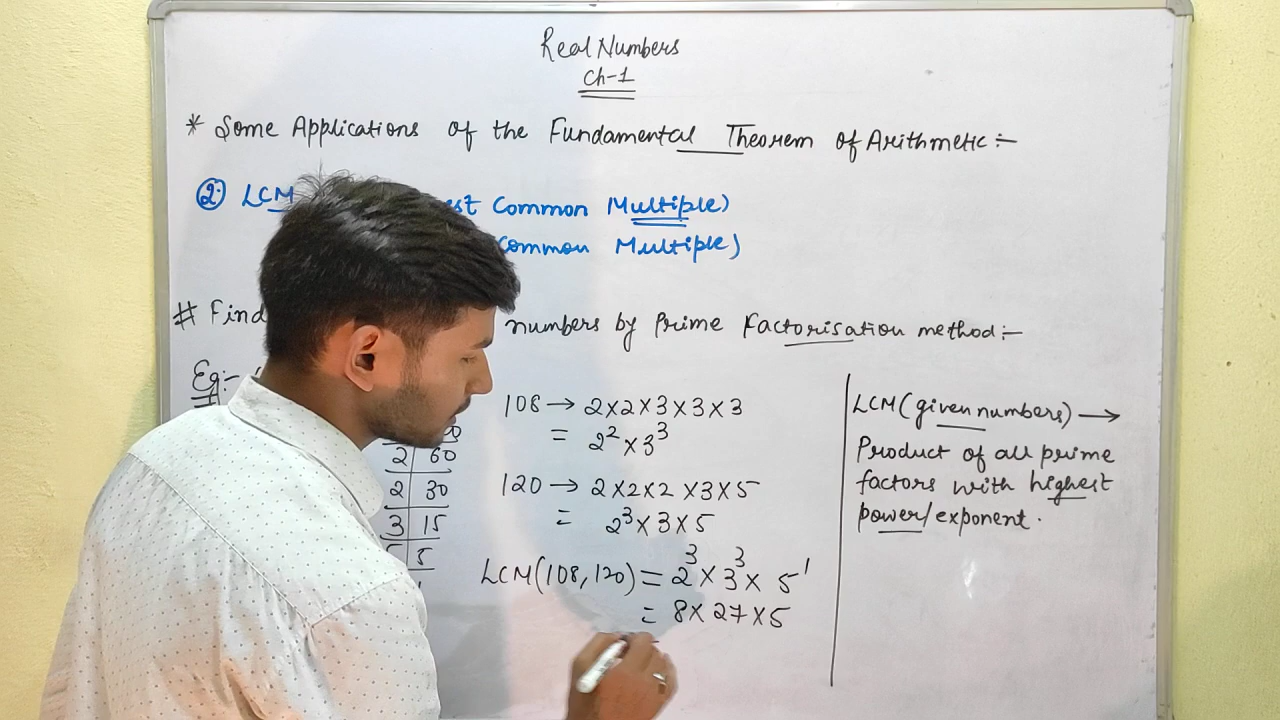 Real Numbers
Ch-1
* Some Applications of the Fundamental Theorem of Arithmetic :-
② LCM Common Multiple)
Common Multiple)
# Find numbers by Prime Factorisation method :-
Eg:-
108 → 2×2×3×3×3
= 2² × 3³
120 → 2×2×2×3×5
= 2³ × 3 × 5
LCM(108, 120) = 2³ × 3³ × 5¹
= 8×27×5
2 60
2 30
3 15
5 5
LCM (given numbers) →
Product of all prime
factors with highest
power/exponent.